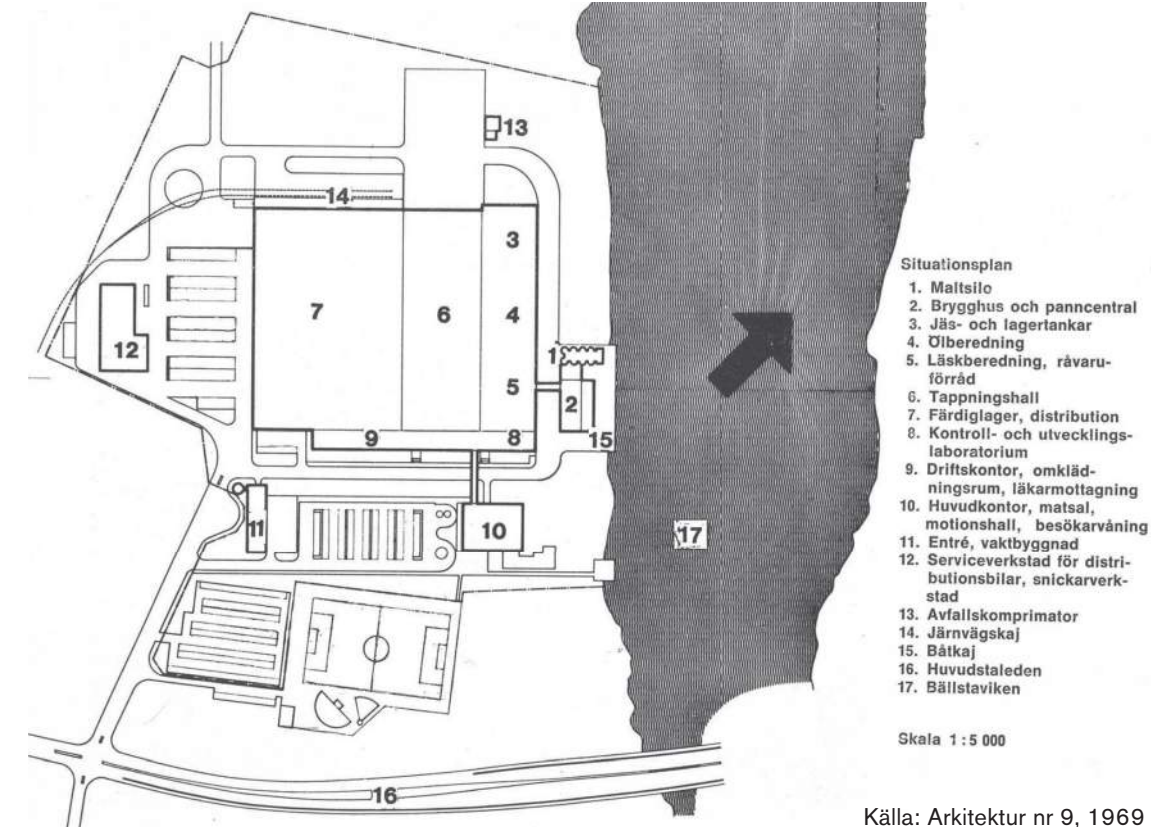 13
14
3
7
6
4
12
1
5
2
9
8
15
11
10
17
16
Situationsplan
1. Maltsilo
2. Brygghus och panncentral
3. Jäs- och lagertankar
4. Ölberedning
5. Läskberedning, råvaru-
förråd
6. Tappningshall
7. Färdiglager, distribution
8. Kontroll- och utvecklings-
laboratorium
9. Driftskontor, omkläd-
ningsrum, läkarmottagning
10. Huvudkontor, matsal,
motionshall, besökarvåning
11. Entré, vaktbyggnad
12. Serviceverkstad för distri-
butionsbilar, snickarverk-
stad
13. Avfallskomprimator
14. Järnvägskaj
15. Båtkaj
16. Huvudstaleden
17. Bällstaviken
Skala 1:5 000
Källa: Arkitektur nr 9, 1969